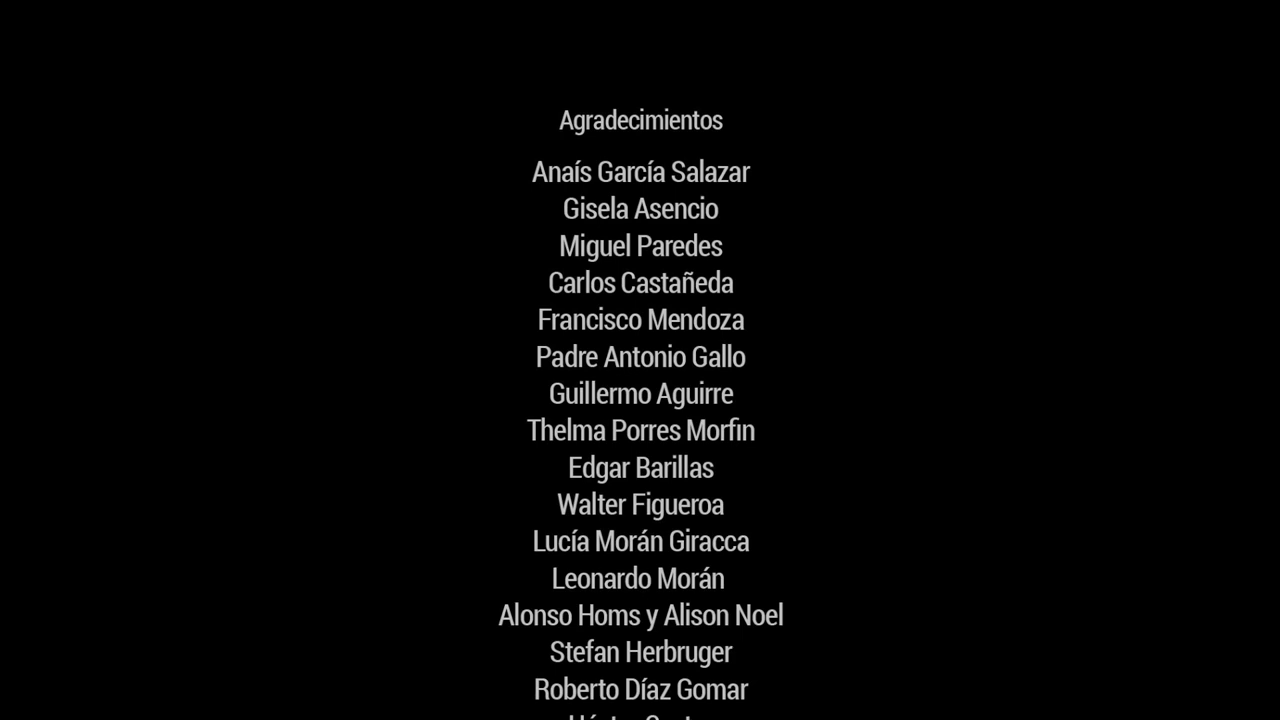 Agradecimientos
Anaís García Salazar
Gisela Asencio
Miguel Paredes
Carlos Castañeda
Francisco Mendoza
Padre Antonio Gallo
Guillermo Aguirre
Thelma Porres Morfin
Edgar Barillas
Walter Figueroa
Lucía Morán Giracca
Leonardo Morán
Alonso Homs y Alison Noel
Stefan Herbruger
Roberto Díaz Gomar